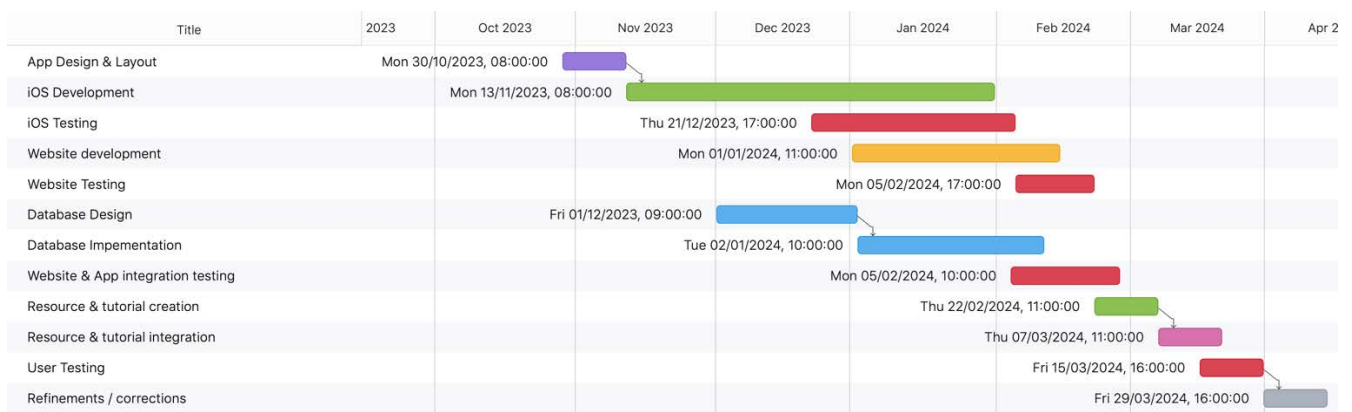 Title 2023 Oct 2023 Nov 2023 Dec 2023 Jan 2024 Feb 2024 Mar 2024 Apr 2
App Design & Layout Mon 30/10/2023, 08:00:00
iOS Development Mon 13/11/2023, 08:00:00
iOS Testing Thu 21/12/2023, 17:00:00
Website development Mon 01/01/2024, 11:00:00
Website Testing Mon 05/02/2024, 17:00:00
Database Design Fri 01/12/2023, 09:00:00
Database Impementation Tue 02/01/2024, 10:00:00
Website & App integration testing Mon 05/02/2024, 10:00:00
Resource & tutorial creation Thu 22/02/2024, 11:00:00
Resource & tutorial integration Thu 07/03/2024, 11:00:00
User Testing Fri 15/03/2024, 16:00:00
Refinements / corrections Fri 29/03/2024, 16:00:00